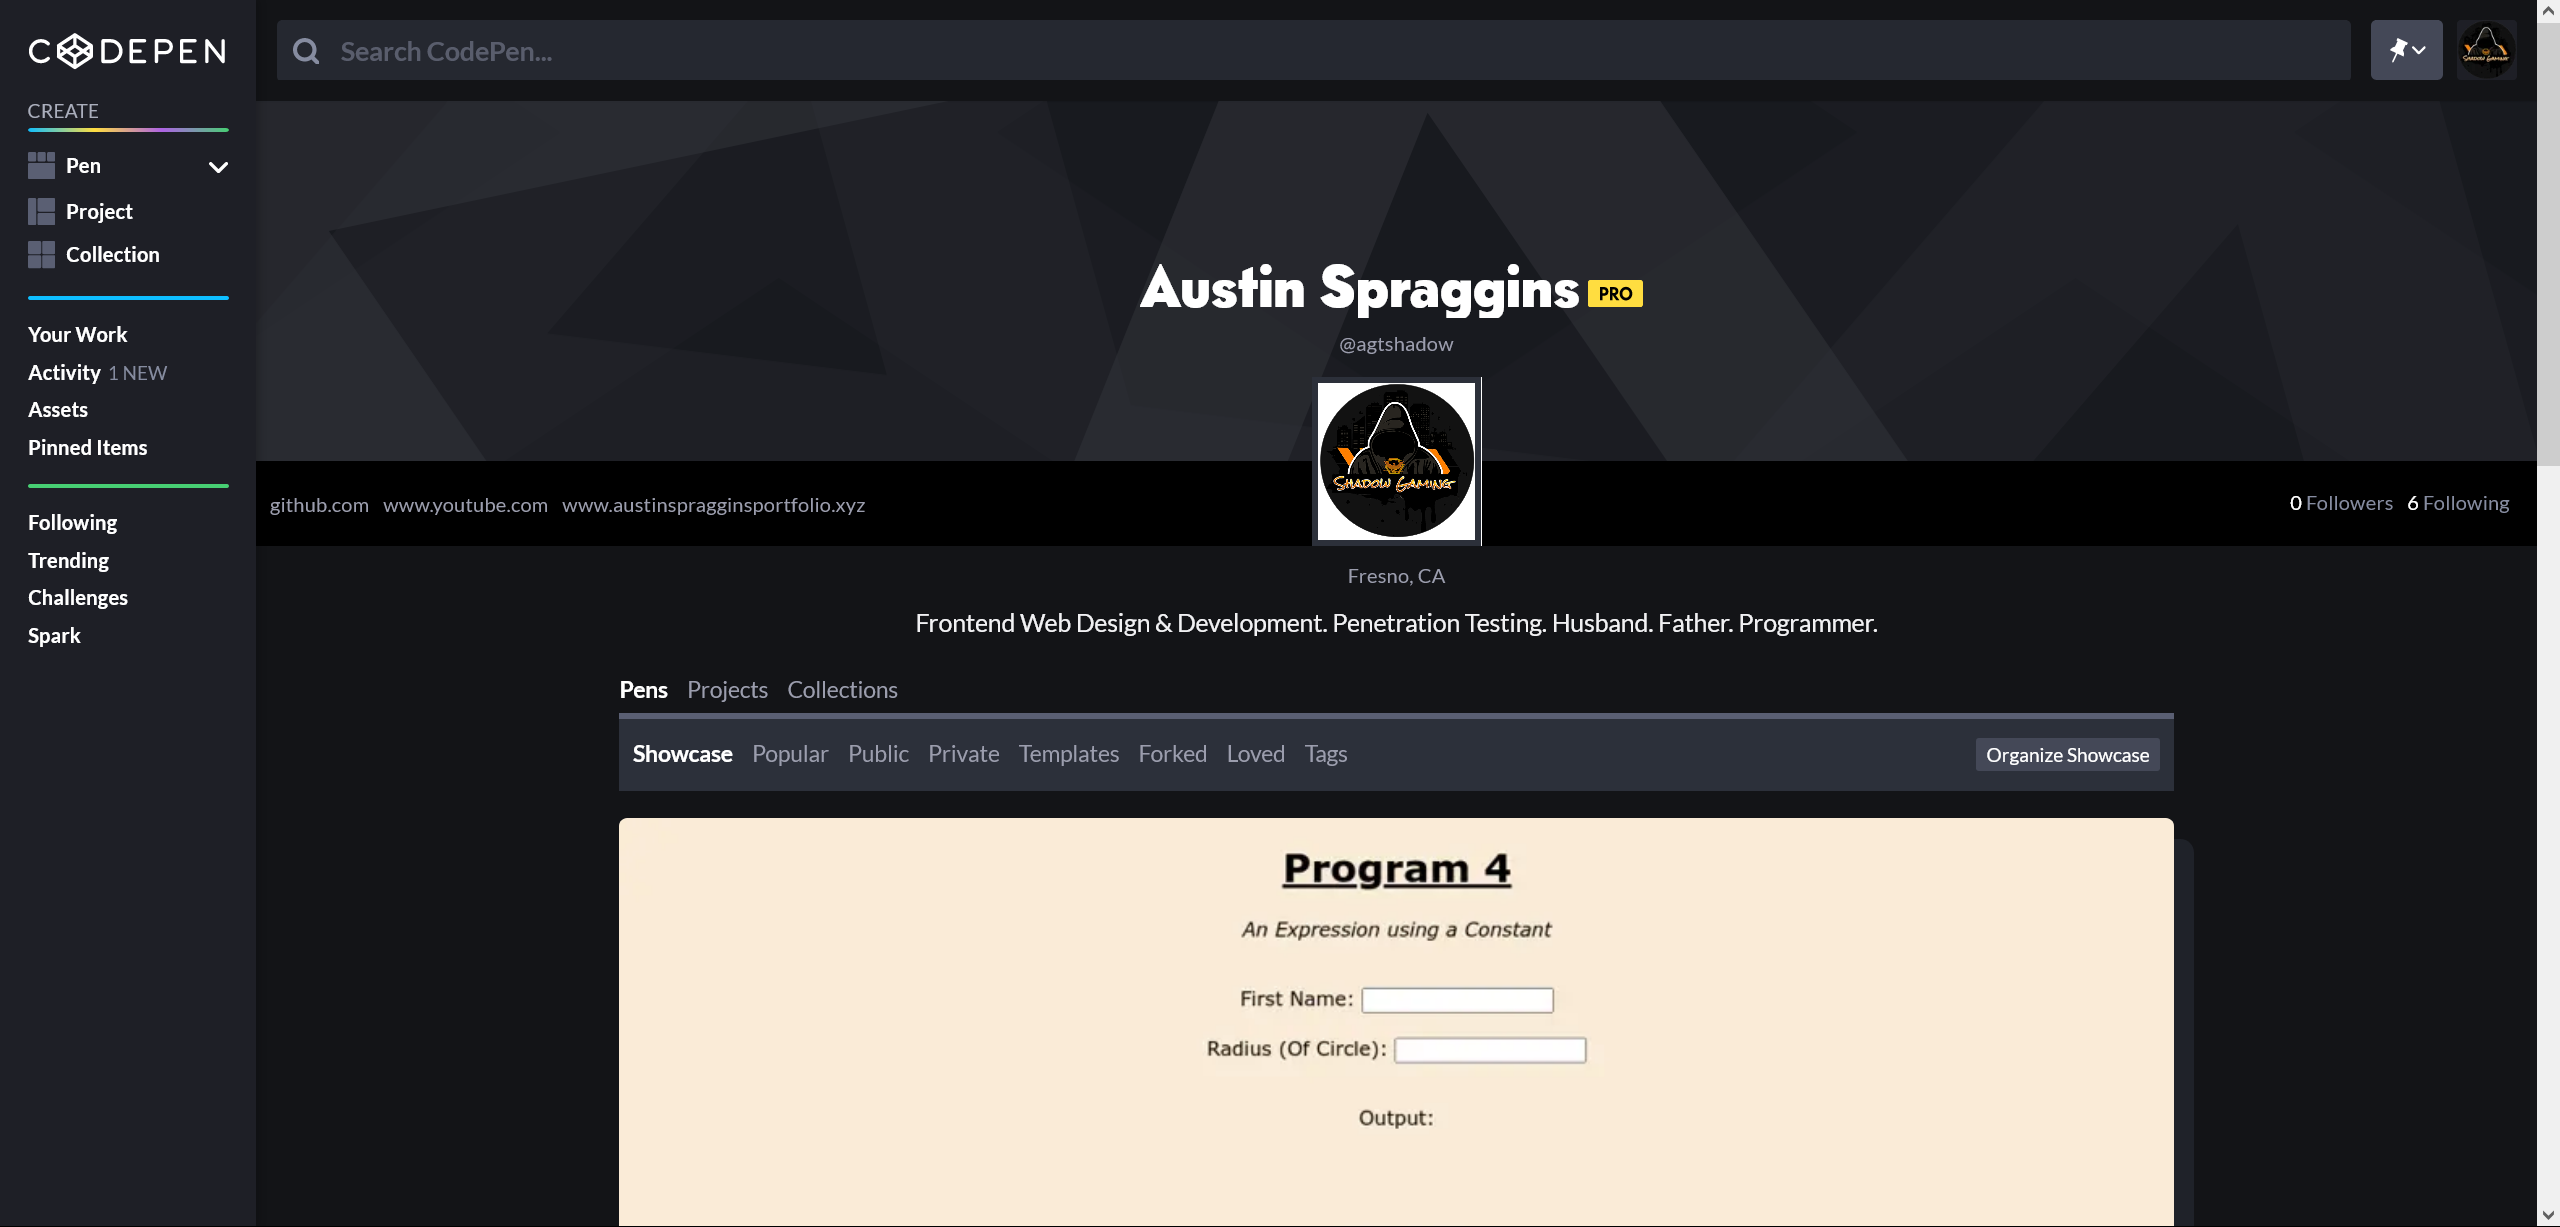 CODEPEN
Search CodePen...
CREATE
Pen
Project
Collection
Your Work
Activity 1 NEW
Assets
Pinned Items
Following
Trending
Challenges
Spark
Austin Spraggins PRO
@agtshadow
SHADOW GAMING
github.com www.youtube.com www.austinspragginsportfolio.xyz
0 Followers 6 Following
Fresno, CA
Frontend Web Design & Development. Penetration Testing. Husband. Father. Programmer.
Pens Projects Collections
Showcase Popular Public Private Templates Forked Loved Tags
Organize Showcase
Program 4
An Expression using a Constant
First Name:
Radius (Of Circle):
Output: